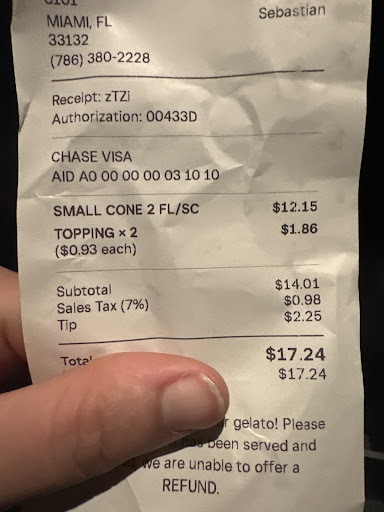 MIAMI, FL
Sebastian
33132
(786) 380-2228
Receipt: zTZi
Authorization: 00433D
CHASE VISA
AID A0 00 00 00 03 10 10
SMALL CONE 2 FL/SC $12.15
TOPPING × 2 $1.86
($0.93 each)
Subtotal $14.01
Sales Tax (7%) $0.98
Tip $2.25
Total $17.24
$17.24
gelato! Please
been served and
we are unable to offer a
REFUND.